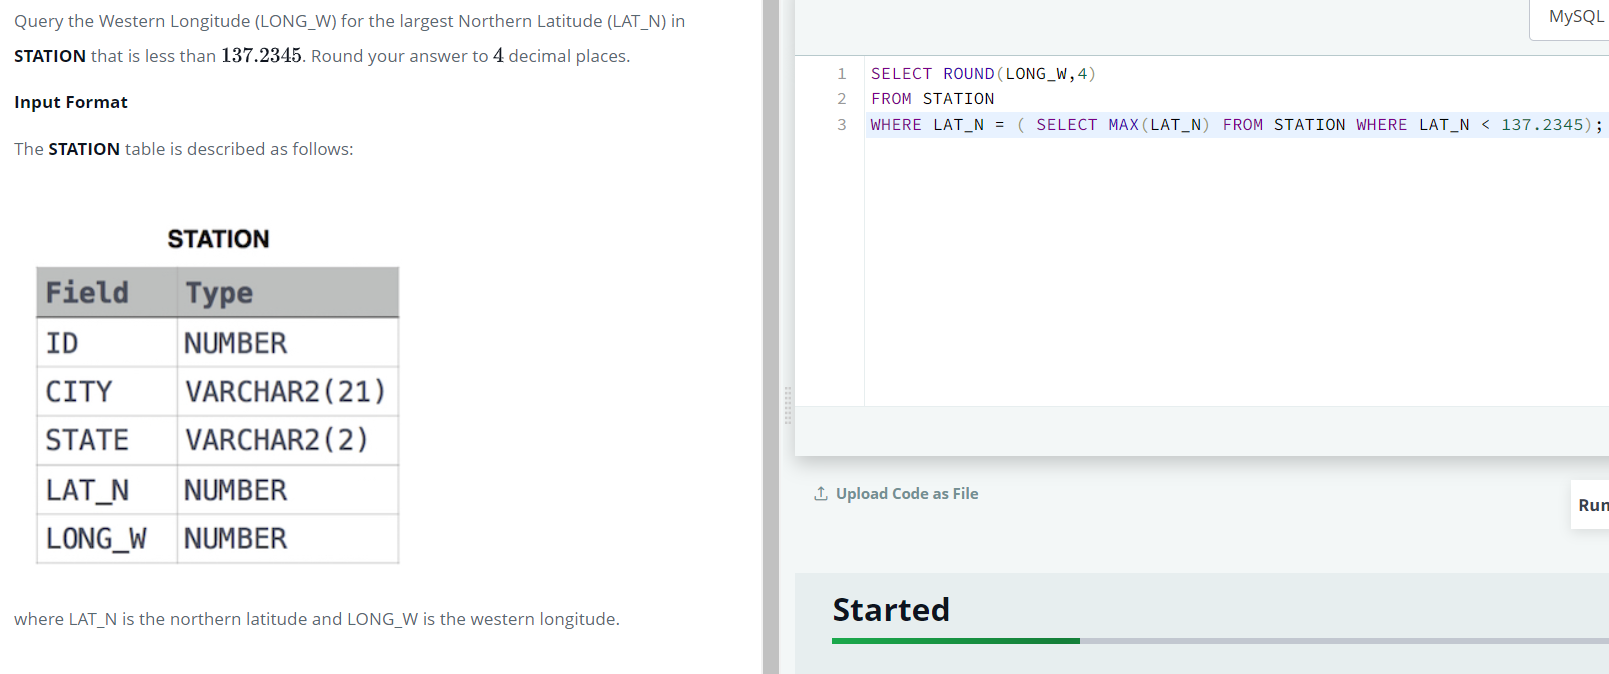 Query the Western Longitude (LONG_W) for the largest Northern Latitude (LAT_N) in
STATION that is less than 137.2345. Round your answer to 4 decimal places.
Input Format
The STATION table is described as follows:
STATION
Field Type
ID NUMBER
CITY VARCHAR2(21)
STATE VARCHAR2(2)
LAT_N NUMBER
LONG_W NUMBER
where LAT_N is the northern latitude and LONG_W is the western longitude.
MySQL
1 SELECT ROUND(LONG_W,4)
2 FROM STATION
3 WHERE LAT_N = ( SELECT MAX(LAT_N) FROM STATION WHERE LAT_N < 137.2345);
Upload Code as File
Run
Started